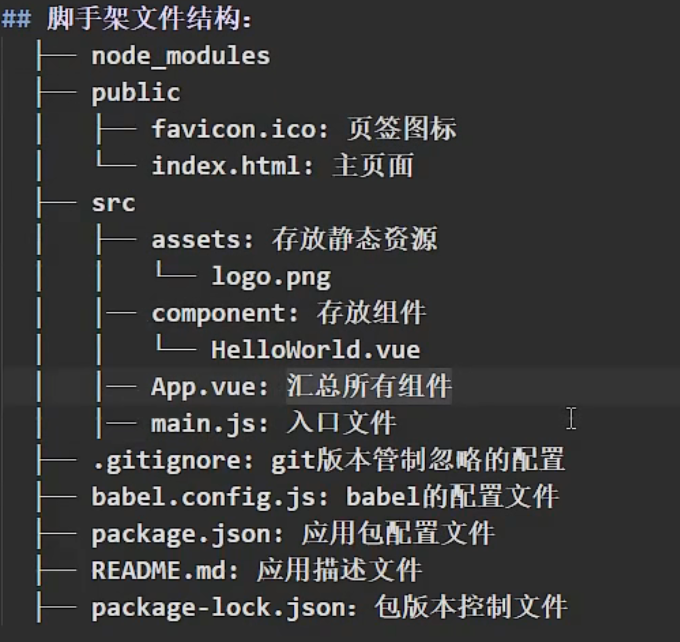 ## 脚手架文件结构:
├── node_modules
├── public
│   ├── favicon.ico: 页签图标
│   └── index.html: 主页面
├── src
│   ├── assets: 存放静态资源
│   │   └── logo.png
│   │── component: 存放组件
│   │   └── HelloWorld.vue
│   │── App.vue: 汇总所有组件
│   │── main.js: 入口文件
├── .gitignore: git版本管制忽略的配置
├── babel.config.js: babel的配置文件
├── package.json: 应用包配置文件
├── README.md: 应用描述文件
├── package-lock.json: 包版本控制文件